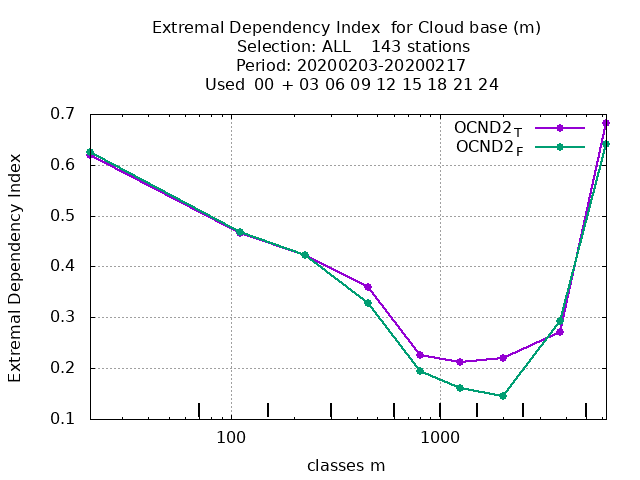 Extremal Dependency Index  for Cloud base (m)
Selection: ALL    143 stations
Period: 20200203-20200217
Used  00 + 03 06 09 12 15 18 21 24
OCND2T
OCND2F
0.7
0.6
0.5
0.4
0.3
0.2
0.1
Extremal Dependency Index
100 1000
classes m